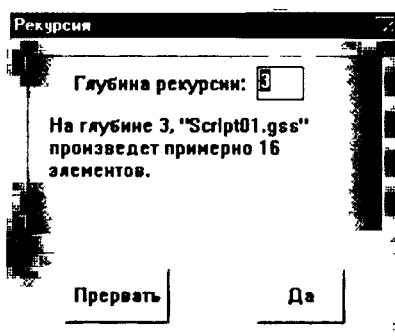 Рекурсия
Глубина рекурсии: 3
На глубине 3, "Script01.gss"
произведет примерно 16
элементов.
Прервать
Да